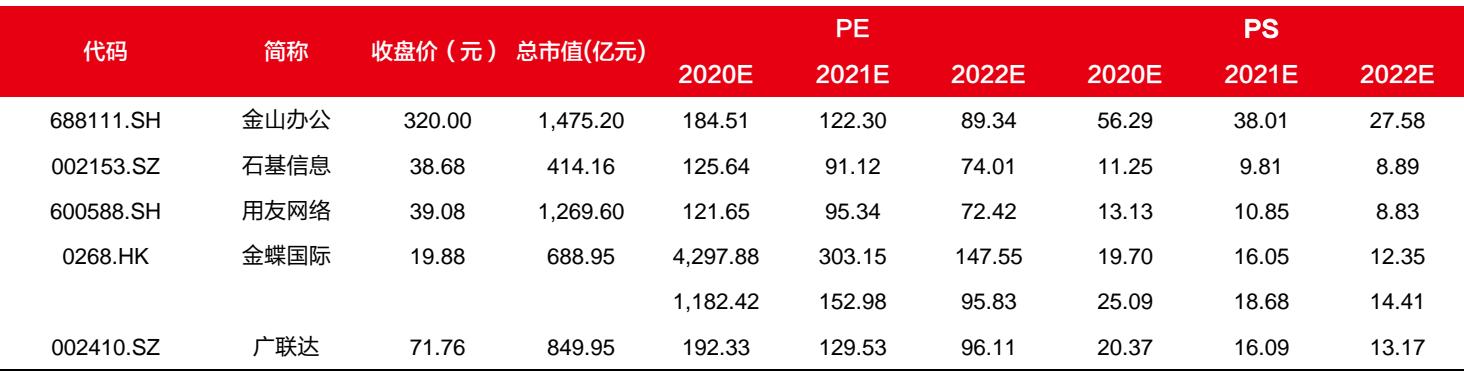 代码 简称 收盘价（元） 总市值(亿元) PE PS
2020E 2021E 2022E 2020E 2021E 2022E
688111.SH 金山办公 320.00 1,475.20 184.51 122.30 89.34 56.29 38.01 27.58
002153.SZ 石基信息 38.68 414.16 125.64 91.12 74.01 11.25 9.81 8.89
600588.SH 用友网络 39.08 1,269.60 121.65 95.34 72.42 13.13 10.85 8.83
0268.HK 金蝶国际 19.88 688.95 4,297.88 303.15 147.55 19.70 16.05 12.35
1,182.42 152.98 95.83 25.09 18.68 14.41
002410.SZ 广联达 71.76 849.95 192.33 129.53 96.11 20.37 16.09 13.17